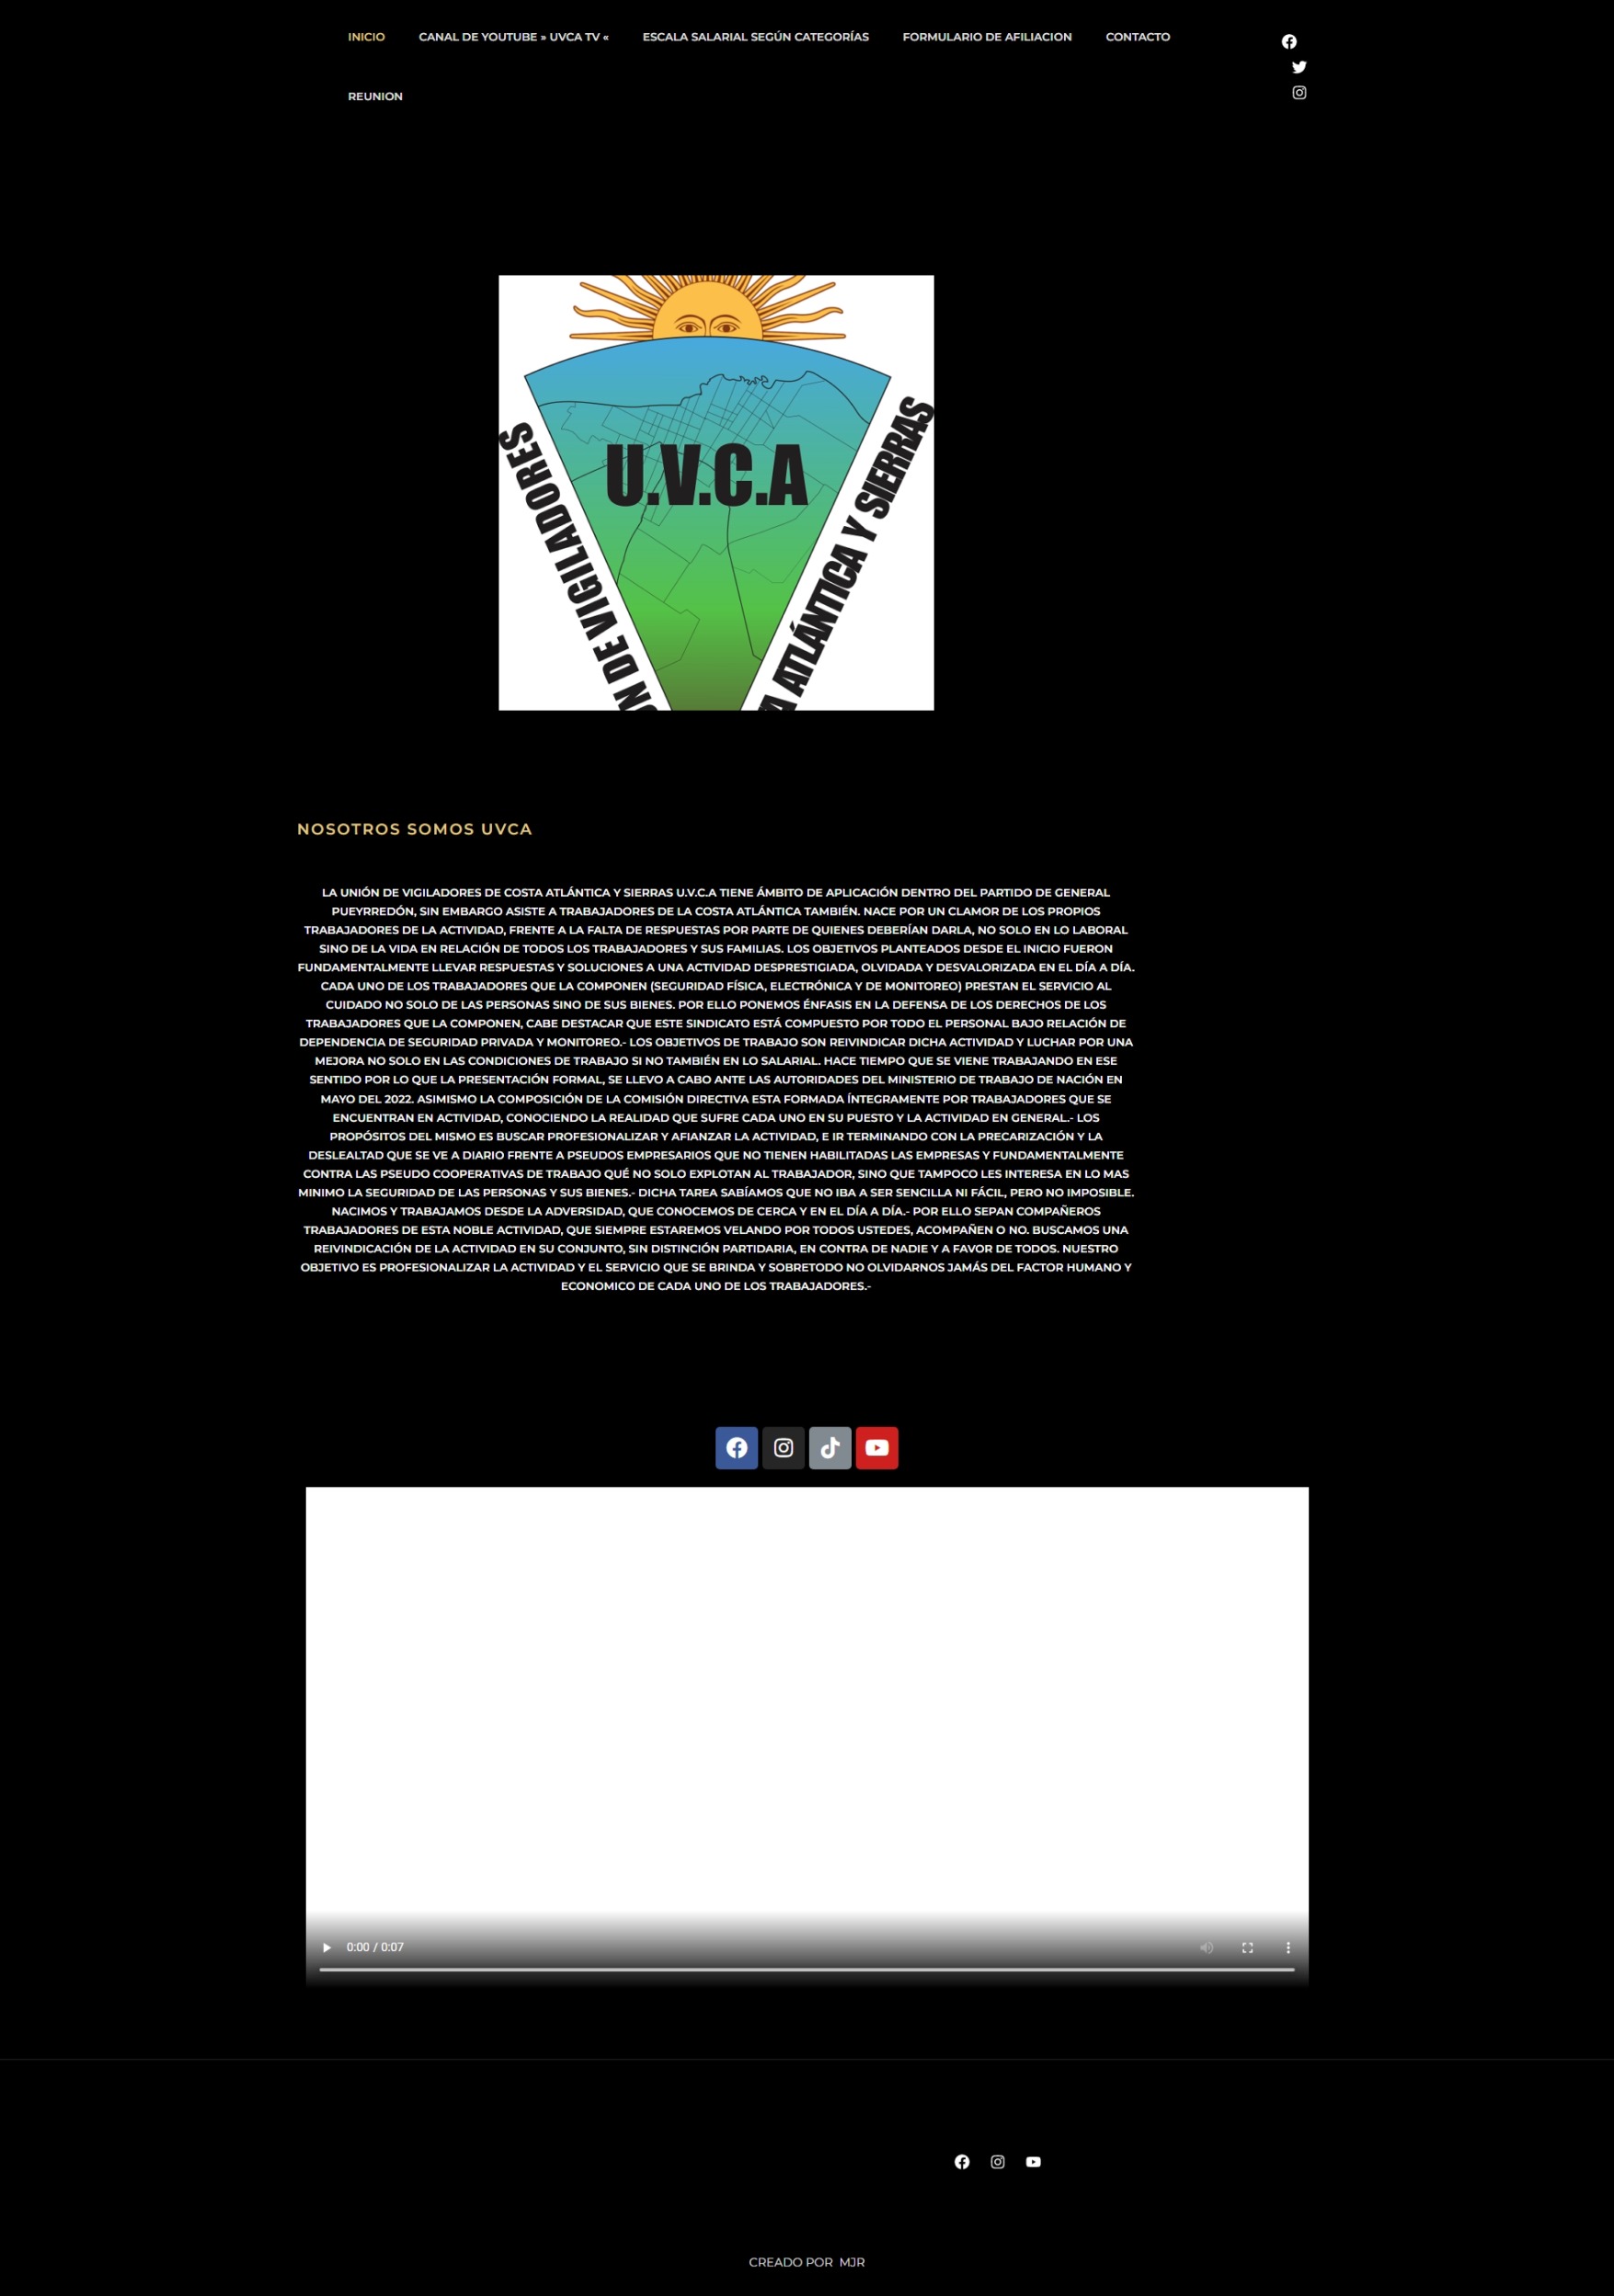 INICIO
CANAL DE YOUTUBE » UVCA TV «
ESCALA SALARIAL SEGÚN CATEGORÍAS
FORMULARIO DE AFILIACION
CONTACTO
REUNION
U.V.C.A
DE VIGILADORES
ATLÁNTICA Y SIERRAS
NOSOTROS SOMOS UVCA
LA UNIÓN DE VIGILADORES DE COSTA ATLÁNTICA Y SIERRAS U.V.C.A TIENE ÁMBITO DE APLICACIÓN DENTRO DEL PARTIDO DE GENERAL
PUEYRREDÓN, SIN EMBARGO ASISTE A TRABAJADORES DE LA COSTA ATLÁNTICA TAMBIÉN. NACE POR UN CLAMOR DE LOS PROPIOS
TRABAJADORES DE LA ACTIVIDAD, FRENTE A LA FALTA DE RESPUESTAS POR PARTE DE QUIENES DEBERÍAN DARLA, NO SOLO EN LO LABORAL
SINO DE LA VIDA EN RELACIÓN DE TODOS LOS TRABAJADORES Y SUS FAMILIAS. LOS OBJETIVOS PLANTEADOS DESDE EL INICIO FUERON
FUNDAMENTALMENTE LLEVAR RESPUESTAS Y SOLUCIONES A UNA ACTIVIDAD DESPRESTIGIADA, OLVIDADA Y DESVALORIZADA EN EL DÍA A DÍA.
CADA UNO DE LOS TRABAJADORES QUE LA COMPONEN (SEGURIDAD FÍSICA, ELECTRÓNICA Y DE MONITOREO) PRESTAN EL SERVICIO AL
CUIDADO NO SOLO DE LAS PERSONAS SINO DE SUS BIENES. POR ELLO PONEMOS ÉNFASIS EN LA DEFENSA DE LOS DERECHOS DE LOS
TRABAJADORES QUE LA COMPONEN, CABE DESTACAR QUE ESTE SINDICATO ESTÁ COMPUESTO POR TODO EL PERSONAL BAJO RELACIÓN DE
DEPENDENCIA DE SEGURIDAD PRIVADA Y MONITOREO.- LOS OBJETIVOS DE TRABAJO SON REIVINDICAR DICHA ACTIVIDAD Y LUCHAR POR UNA
MEJORA NO SOLO EN LAS CONDICIONES DE TRABAJO SI NO TAMBIÉN EN LO SALARIAL. HACE TIEMPO QUE SE VIENE TRABAJANDO EN ESE
SENTIDO POR LO QUE LA PRESENTACIÓN FORMAL, SE LLEVO A CABO ANTE LAS AUTORIDADES DEL MINISTERIO DE TRABAJO DE NACIÓN EN
MAYO DEL 2022. ASIMISMO LA COMPOSICIÓN DE LA COMISIÓN DIRECTIVA ESTA FORMADA ÍNTEGRAMENTE POR TRABAJADORES QUE SE
ENCUENTRAN EN ACTIVIDAD, CONOCIENDO LA REALIDAD QUE SUFRE CADA UNO EN SU PUESTO Y LA ACTIVIDAD EN GENERAL.- LOS
PROPÓSITOS DEL MISMO ES BUSCAR PROFESIONALIZAR Y AFIANZAR LA ACTIVIDAD, E IR TERMINANDO CON LA PRECARIZACIÓN Y LA
DESLEALTAD QUE SE VE A DIARIO FRENTE A PSEUDOS EMPRESARIOS QUE NO TIENEN HABILITADAS LAS EMPRESAS Y FUNDAMENTALMENTE
CONTRA LAS PSEUDO COOPERATIVAS DE TRABAJO QUÉ NO SOLO EXPLOTAN AL TRABAJADOR, SINO QUE TAMPOCO LES INTERESA EN LO MAS
MINIMO LA SEGURIDAD DE LAS PERSONAS Y SUS BIENES.- DICHA TAREA SABÍAMOS QUE NO IBA A SER SENCILLA NI FÁCIL, PERO NO IMPOSIBLE.
NACIMOS Y TRABAJAMOS DESDE LA ADVERSIDAD, QUE CONOCEMOS DE CERCA Y EN EL DÍA A DÍA.- POR ELLO SEPAN COMPAÑEROS
TRABAJADORES DE ESTA NOBLE ACTIVIDAD, QUE SIEMPRE ESTAREMOS VELANDO POR TODOS USTEDES, ACOMPAÑEN O NO. BUSCAMOS UNA
REIVINDICACIÓN DE LA ACTIVIDAD EN SU CONJUNTO, SIN DISTINCIÓN PARTIDARIA, EN CONTRA DE NADIE Y A FAVOR DE TODOS. NUESTRO
OBJETIVO ES PROFESIONALIZAR LA ACTIVIDAD Y EL SERVICIO QUE SE BRINDA Y SOBRETODO NO OLVIDARNOS JAMÁS DEL FACTOR HUMANO Y
ECONOMICO DE CADA UNO DE LOS TRABAJADORES.-
0:00 / 0:07
CREADO POR MJR